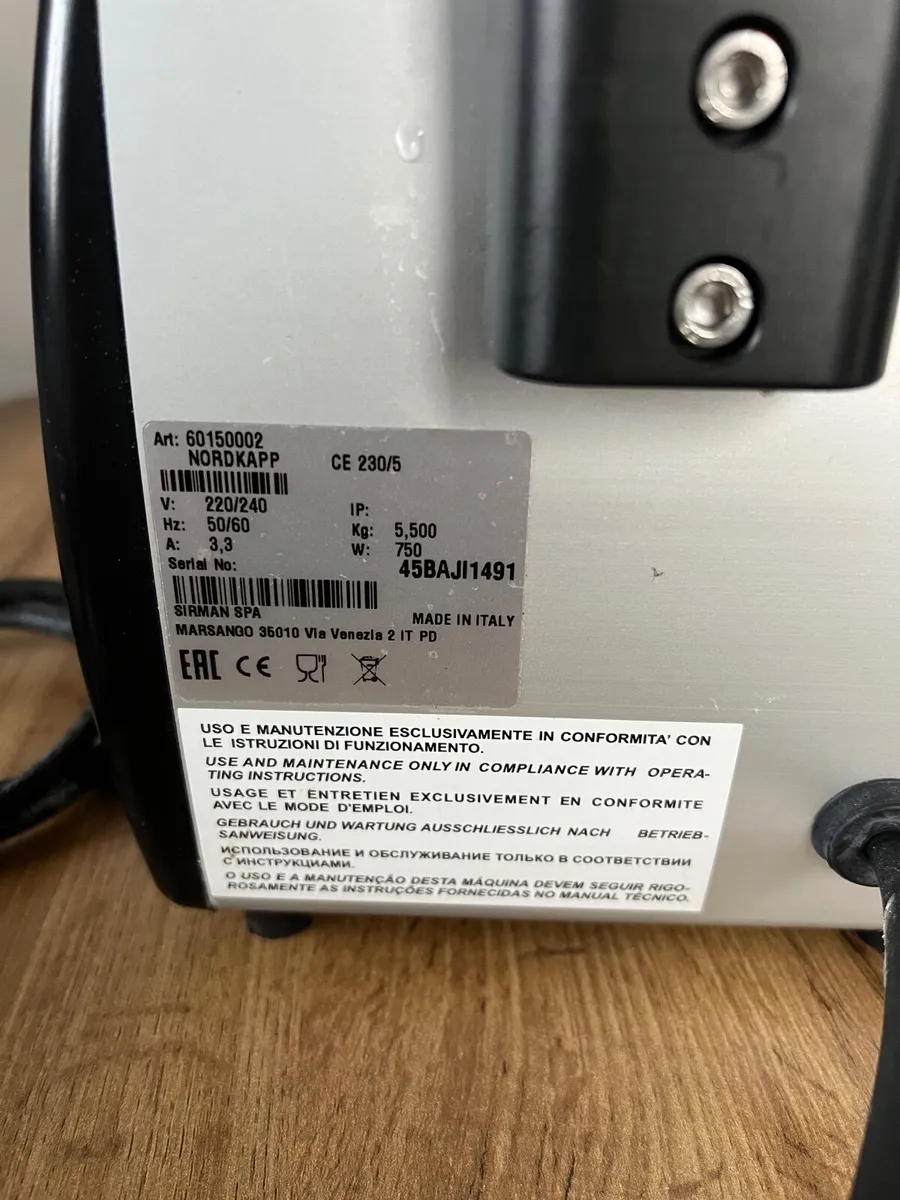 Art: 60150002
NORDKAPP CE 230/5
V: 220/240 IP:
Hz: 50/60 Kg: 5,500
A: 3,3 W: 750
Serial No: 45BAJI1491
SIRMAN SPA MADE IN ITALY
MARSANGO 35010 Via Venezia 2 IT PD
EAC CE
USO E MANUTENZIONE ESCLUSIVAMENTE IN CONFORMITA' CON
LE ISTRUZIONI DI FUNZIONAMENTO.
USE AND MAINTENANCE ONLY IN COMPLIANCE WITH OPERA-
TING INSTRUCTIONS.
USAGE ET ENTRETIEN EXCLUSIVEMENT EN CONFORMITE
AVEC LE MODE D'EMPLOI.
GEBRAUCH UND WARTUNG AUSSCHLIESSLICH NACH BETRIEB-
SANWEISUNG.
ИСПОЛЬЗОВАНИЕ И ОБСЛУЖИВАНИЕ ТОЛЬКО В СООТВЕТСТВИИ
С ИНСТРУКЦИАМИ.
O USO E A MANUTENÇÃO DESTA MÁQUINA DEVEM SEGUIR RIGO-
ROSAMENTE AS INSTRUÇÕES FORNECIDAS NO MANUAL TÉCNICO.